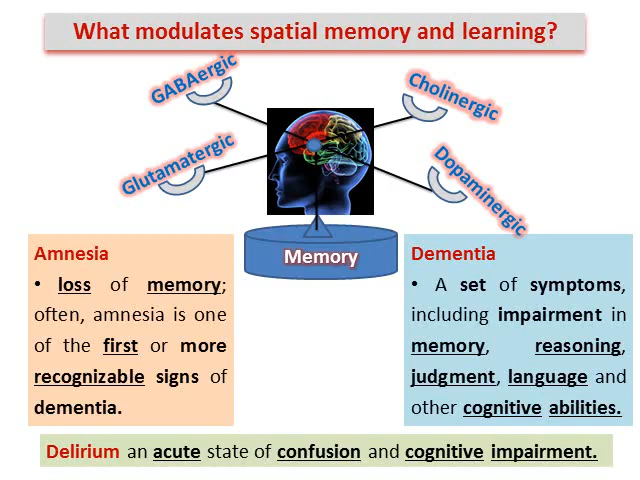 What modulates spatial memory and learning?
GABAergic
Cholinergic
Glutamatergic
Dopaminergic
Memory
Amnesia
• loss of memory;
often, amnesia is one
of the first or more
recognizable signs of
dementia.
Dementia
• A set of symptoms,
including impairment in
memory, reasoning,
judgment, language and
other cognitive abilities.
Delirium an acute state of confusion and cognitive impairment.